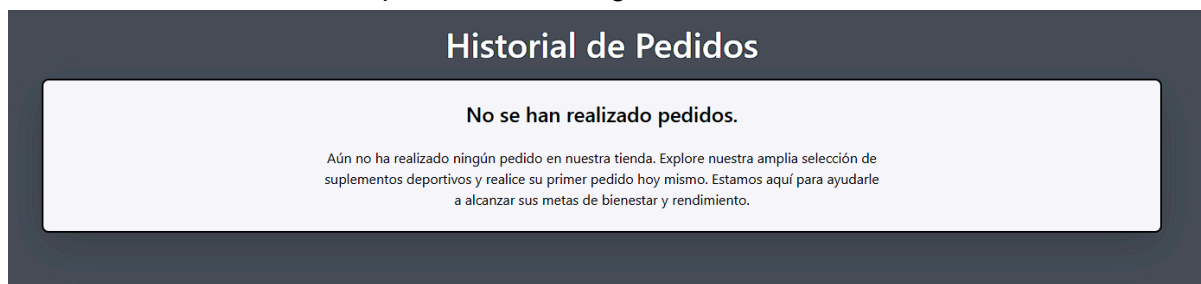 Historial de Pedidos
No se han realizado pedidos.
Aún no ha realizado ningún pedido en nuestra tienda. Explore nuestra amplia selección de
suplementos deportivos y realice su primer pedido hoy mismo. Estamos aquí para ayudarle
a alcanzar sus metas de bienestar y rendimiento.